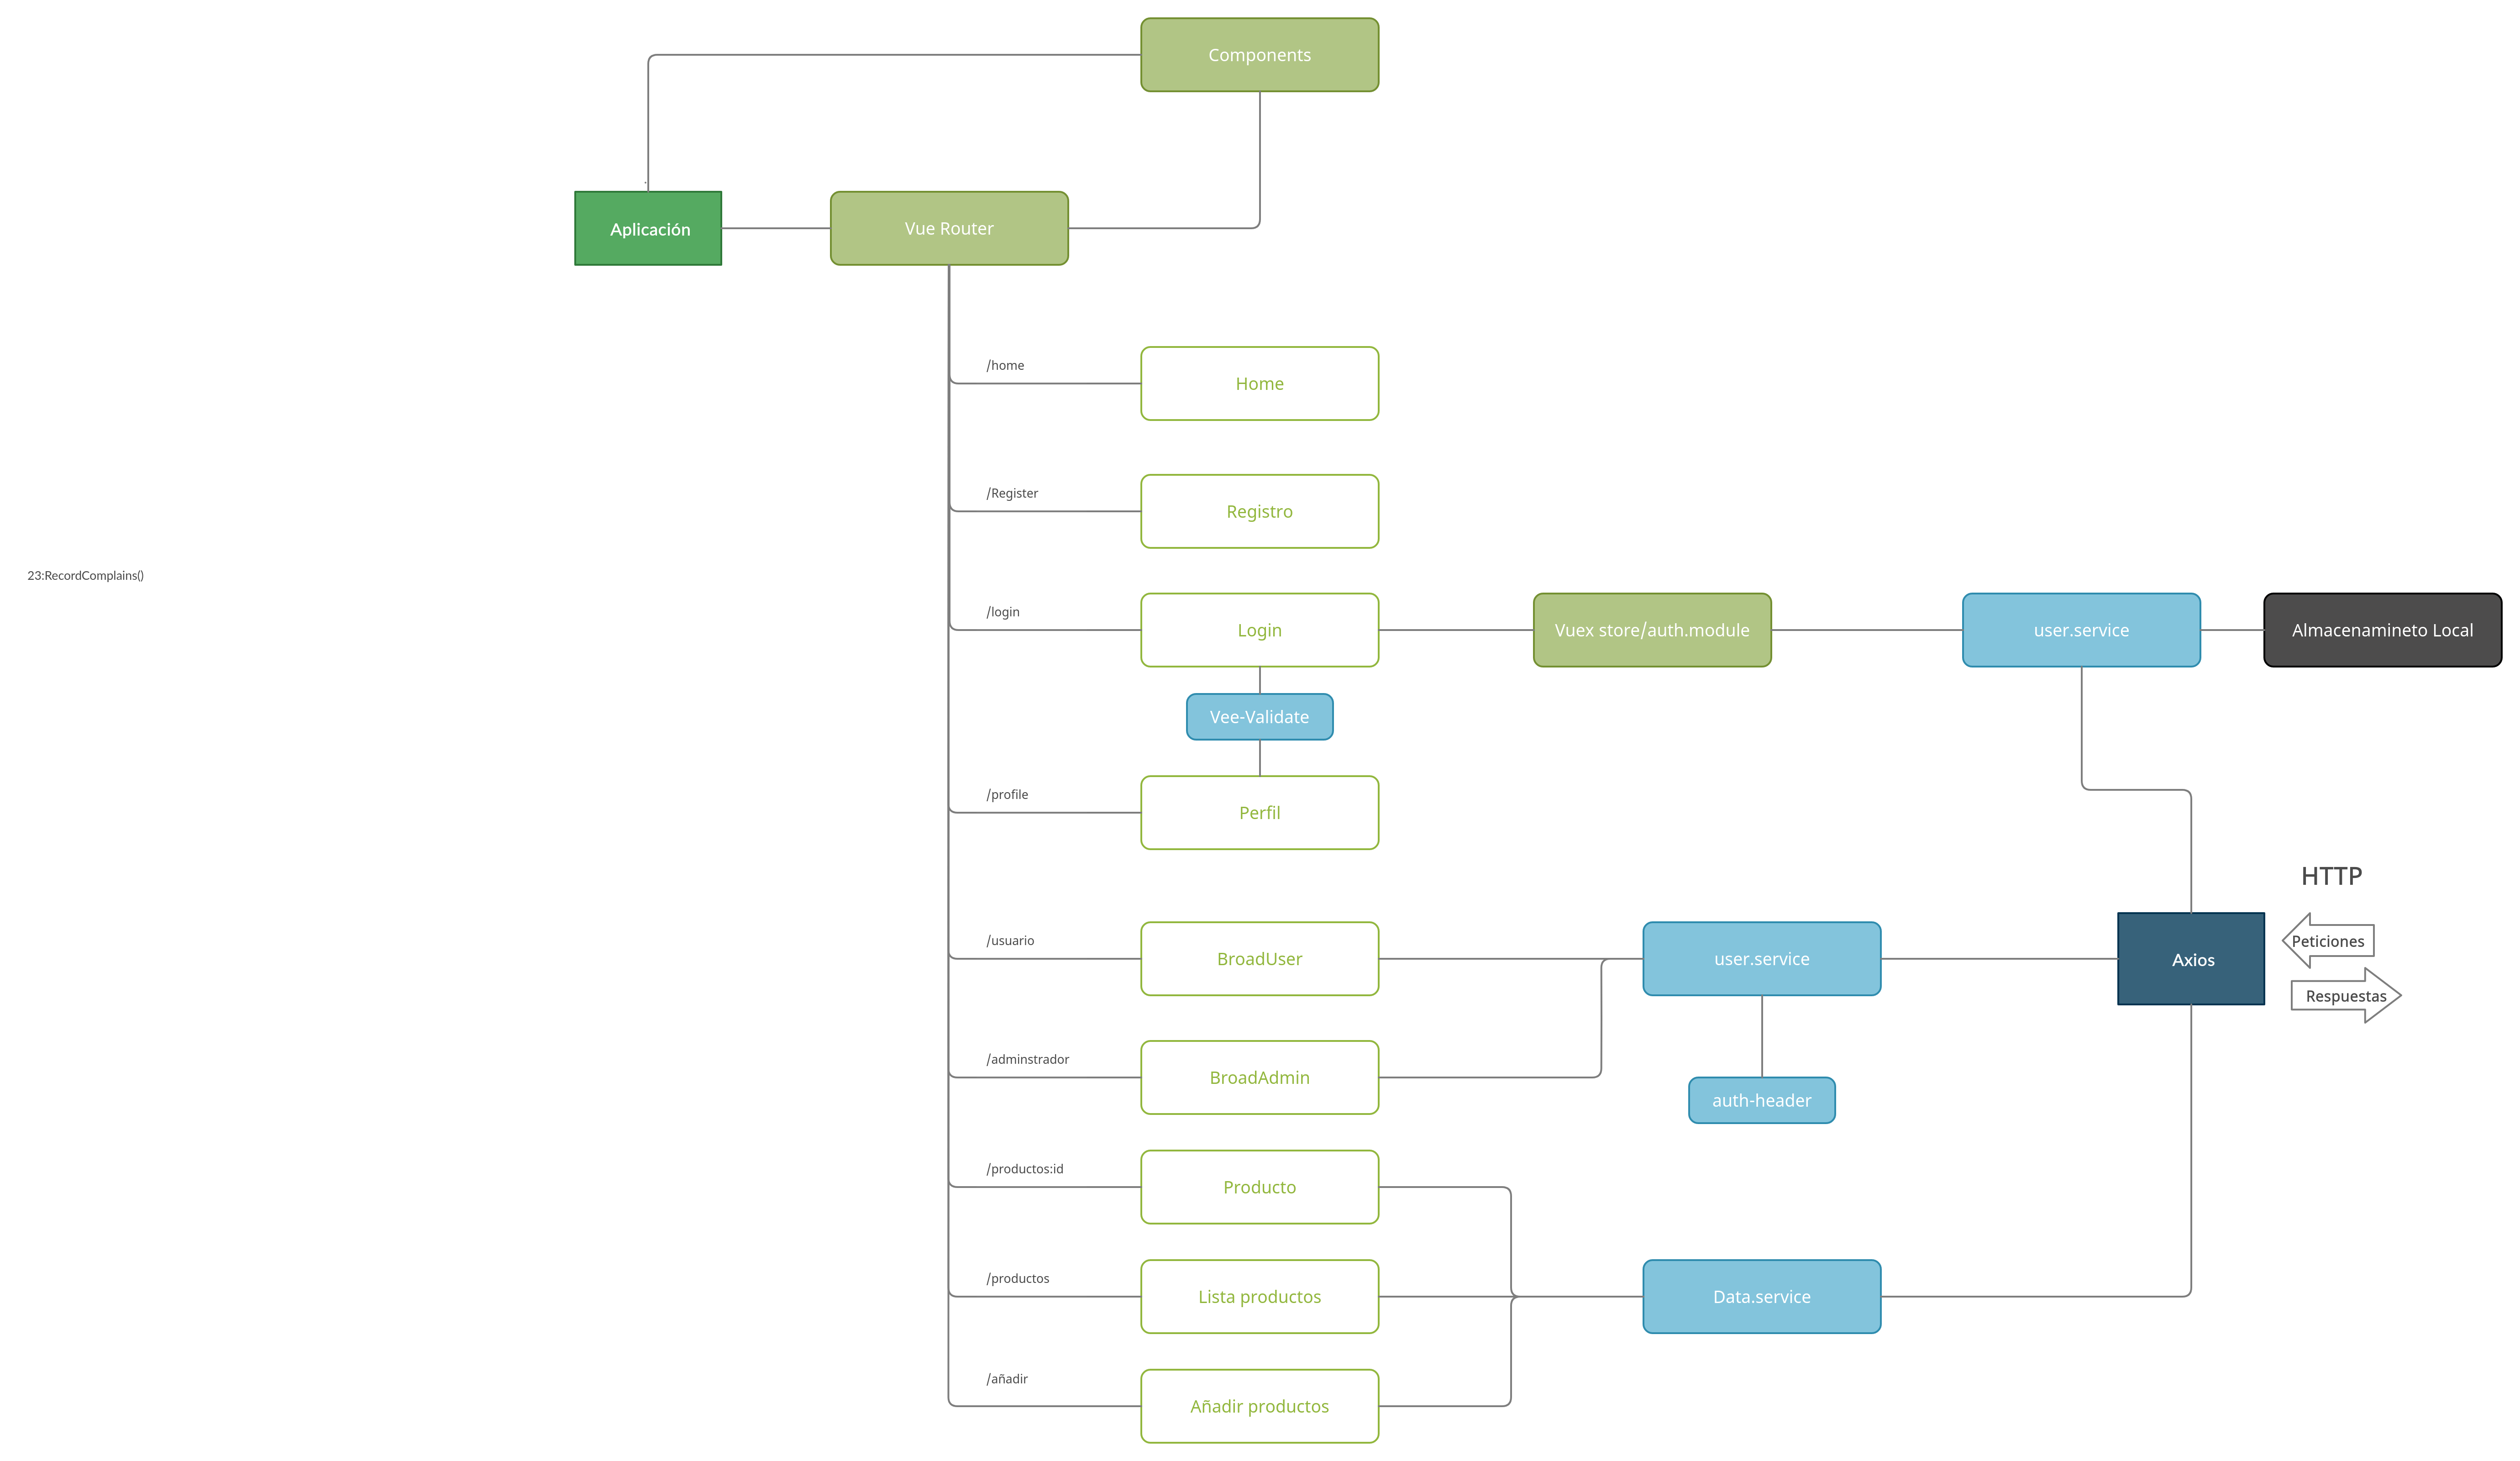 Components
Aplicación
Vue Router
/home
Home
/Register
Registro
23:RecordComplains()
/login
Login
Vuex store/auth.module
user.service
Almacenamineto Local
Vee-Validate
/profile
Perfil
HTTP
/usuario
BroadUser
user.service
Axios
Peticiones
Respuestas
/adminstrador
BroadAdmin
auth-header
/productos:id
Producto
/productos
Lista productos
Data.service
/añadir
Añadir productos